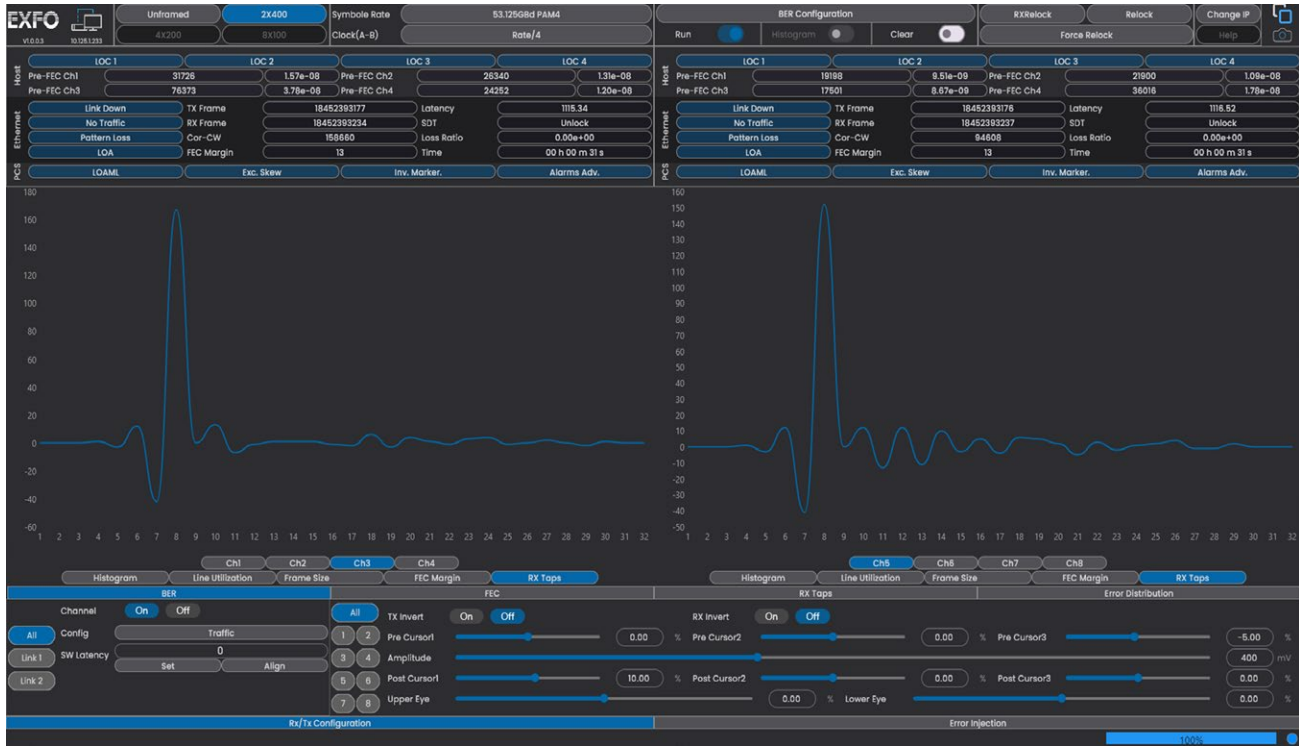 EXFO
v1.0.0.3 10.125.1.233
Unframed 2X400
4X200 8X100
Symbole Rate 53.125GBd PAM4
Clock(A-B) Rate/4
BER Configuration
Run Histogram Clear
RXRelock Relock
Force Relock
Change IP
Help
Host
LOC 1 LOC 2 LOC 3 LOC 4
Pre-FEC Ch1 31726 1.57e-08 Pre-FEC Ch2 26340 1.31e-08
Pre-FEC Ch3 76373 3.78e-08 Pre-FEC Ch4 24252 1.20e-08
Ethernet
Link Down TX Frame 18452393177 Latency 1115.34
No Traffic RX Frame 18452393234 SDT Unlock
Pattern Loss Cor-CW 158660 Loss Ratio 0.00e+00
LOA FEC Margin 13 Time 00 h 00 m 31 s
PCS
LOAML Exc. Skew Inv. Marker. Alarms Adv.
Host
LOC 1 LOC 2 LOC 3 LOC 4
Pre-FEC Ch1 19198 9.51e-09 Pre-FEC Ch2 21900 1.09e-08
Pre-FEC Ch3 17501 8.67e-09 Pre-FEC Ch4 36016 1.78e-08
Ethernet
Link Down TX Frame 18452393176 Latency 1116.52
No Traffic RX Frame 18452393237 SDT Unlock
Pattern Loss Cor-CW 94608 Loss Ratio 0.00e+00
LOA FEC Margin 13 Time 00 h 00 m 31 s
PCS
LOAML Exc. Skew Inv. Marker. Alarms Adv.
180
160
140
120
100
80
60
40
20
0
-20
-40
-60
1 2 3 4 5 6 7 8 9 10 11 12 13 14 15 16 17 18 19 20 21 22 23 24 25 26 27 28 29 30 31 32
Ch1 Ch2 Ch3 Ch4
Histogram Line Utilization Frame Size FEC Margin RX Taps
160
150
140
130
120
110
100
90
80
70
60
50
40
30
20
10
0
-10
-20
-30
-40
-50
1 2 3 4 5 6 7 8 9 10 11 12 13 14 15 16 17 18 19 20 21 22 23 24 25 26 27 28 29 30 31 32
Ch5 Ch6 Ch7 Ch8
Histogram Line Utilization Frame Size FEC Margin RX Taps
BER FEC RX Taps Error Distribution
Channel On Off
All Link 1 Link 2
Config Traffic
SW Latency 0
Set Align
All
1 2
3 4
5 6
7 8
TX Invert On Off RX Invert On Off
Pre Cursor1 0.00 % Pre Cursor2 0.00 % Pre Cursor3 -5.00 %
Amplitude 400 mV
Post Cursor1 10.00 % Post Cursor2 0.00 % Post Cursor3 0.00 %
Upper Eye 0.00 % Lower Eye 0.00 %
Rx/Tx Configuration Error Injection
100%